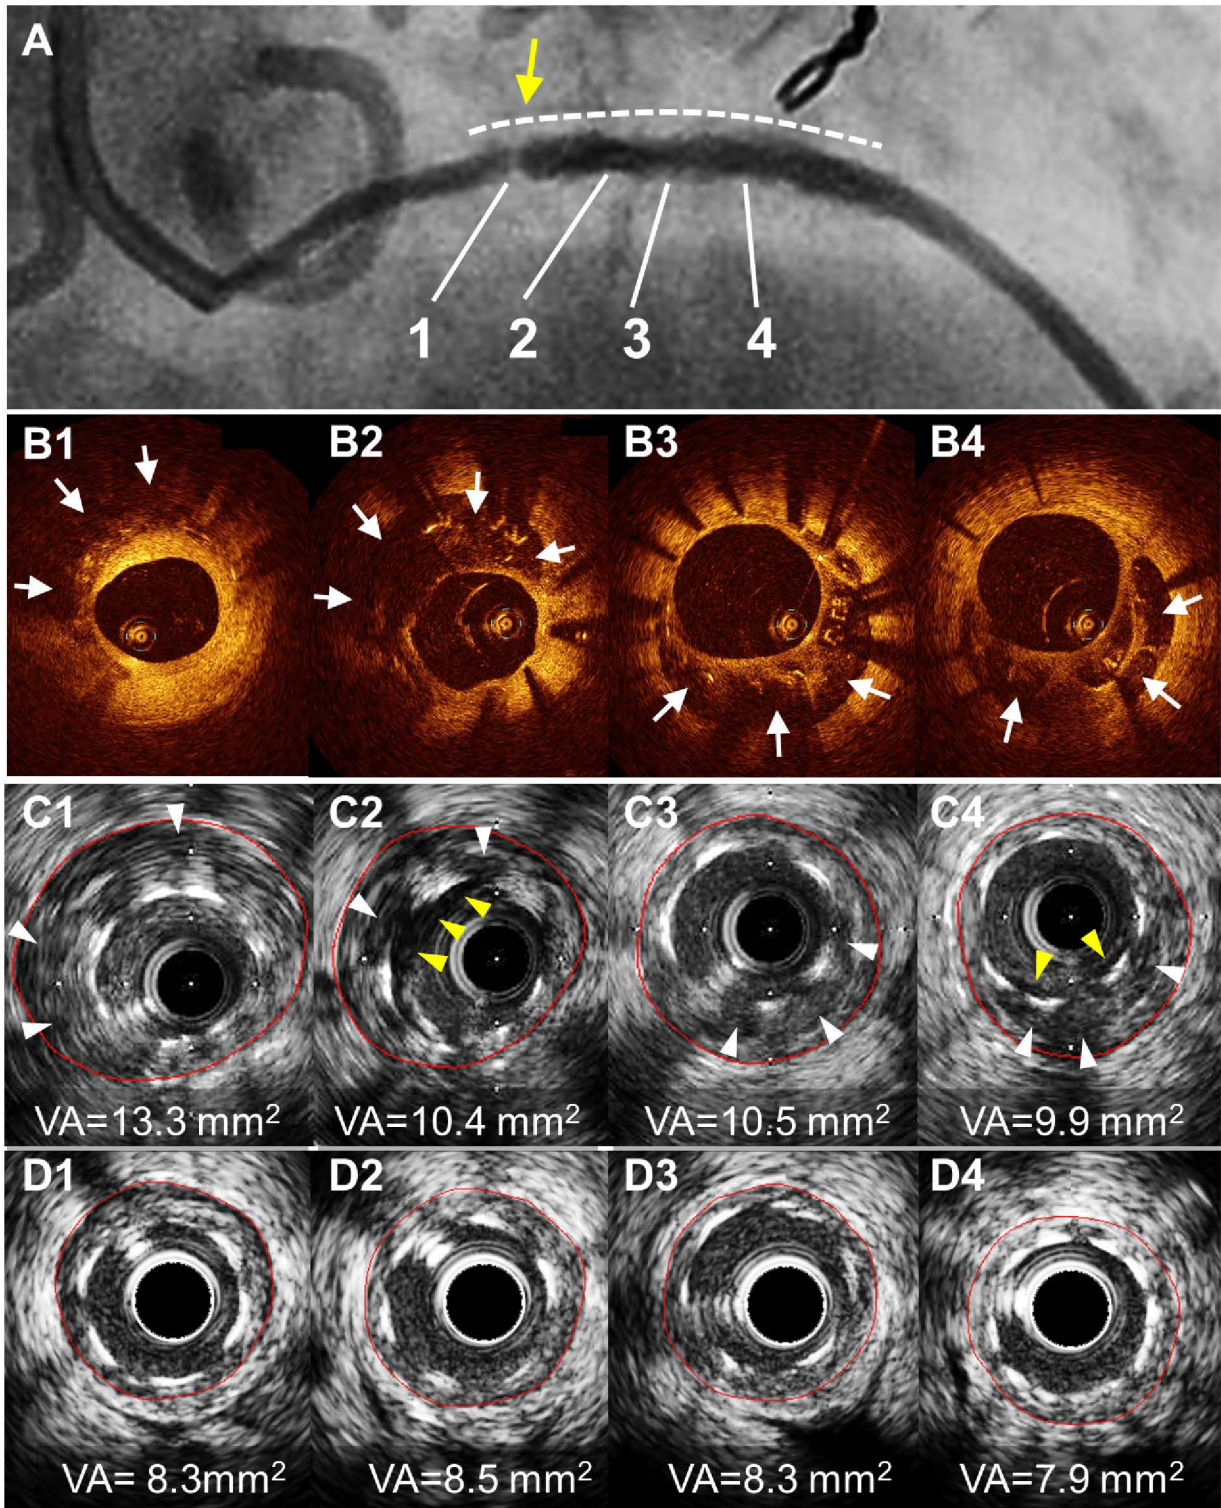 A
1 2 3 4
B1 B2 B3 B4
C1 C2 C3 C4
VA=13.3 mm² VA=10.4 mm² VA=10.5 mm² VA=9.9 mm²
D1 D2 D3 D4
VA= 8.3mm² VA=8.5 mm² VA=8.3 mm² VA=7.9 mm²